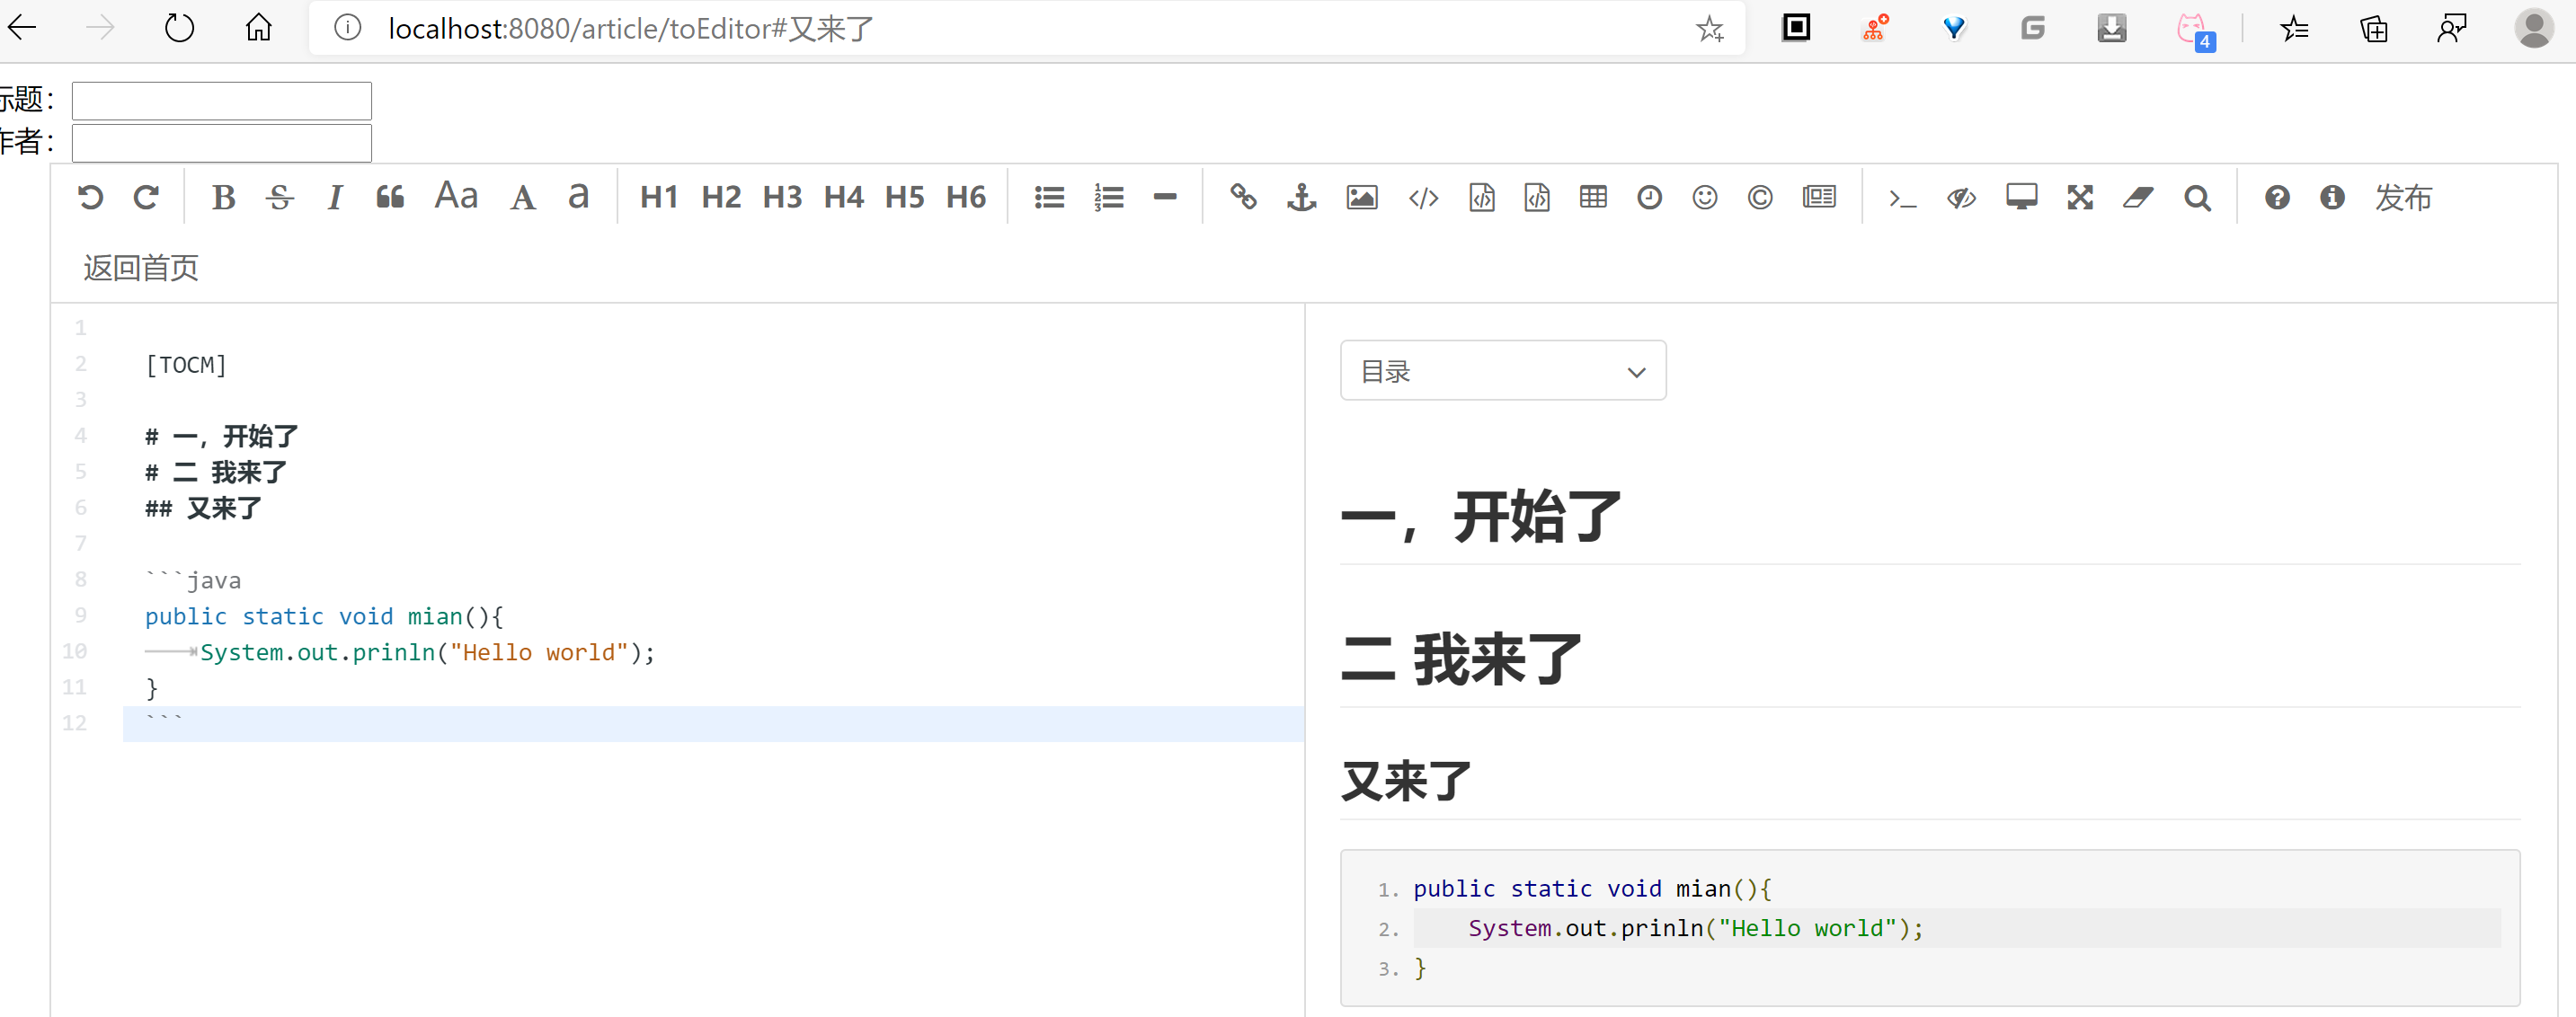 localhost:8080/article/toEditor#又来了
4
标题：
作者：
B S I Aa A a H1 H2 H3 H4 H5 H6 发布
返回首页
1
2 [TOCM]
3
4 # 一，开始了
5 # 二 我来了
6 ## 又来了
7
8 ```java
9 public static void mian(){
10 System.out.prinln("Hello world");
11 }
12 ```
目录
一，开始了
二 我来了
又来了
1. public static void mian(){
2. System.out.prinln("Hello world");
3. }